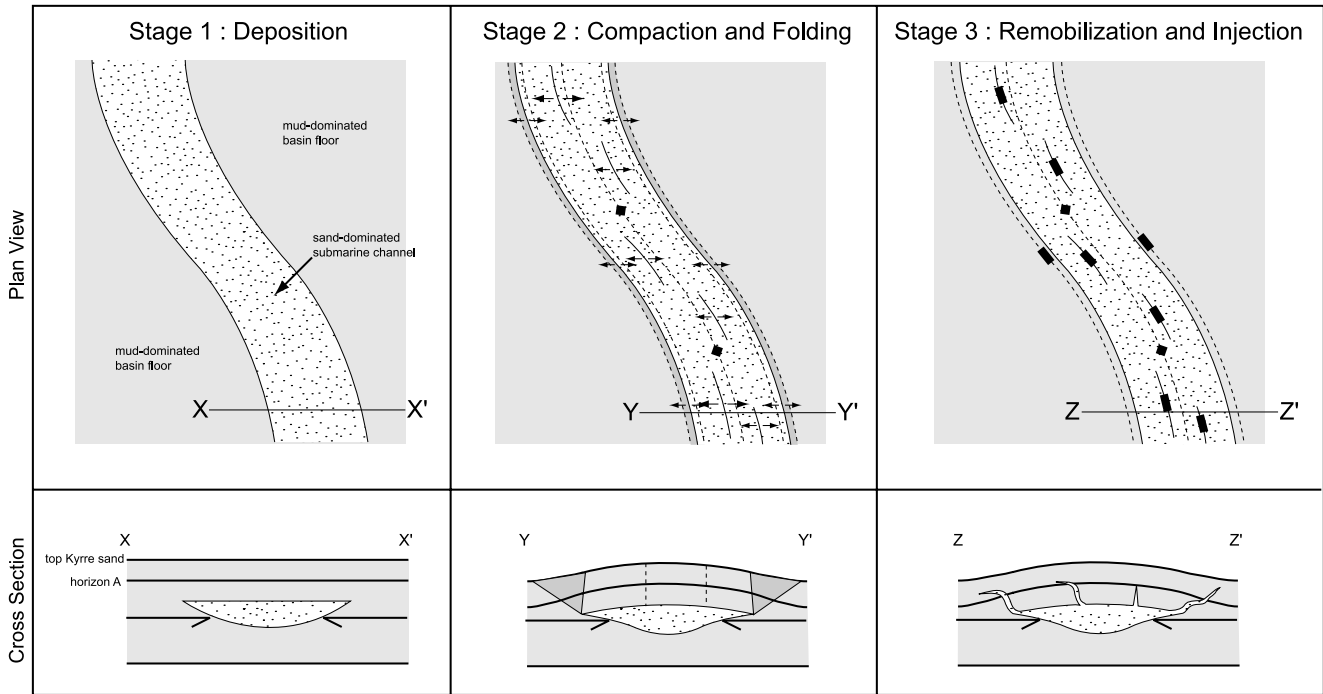 Stage 1 : Deposition
Stage 2 : Compaction and Folding
Stage 3 : Remobilization and Injection
Plan View
mud-dominated
basin floor
sand-dominated
submarine channel
mud-dominated
basin floor
X
X'
Y
Y'
Z
Z'
Cross Section
X
X'
top Kyrre sand
horizon A
Y
Y'
Z
Z'